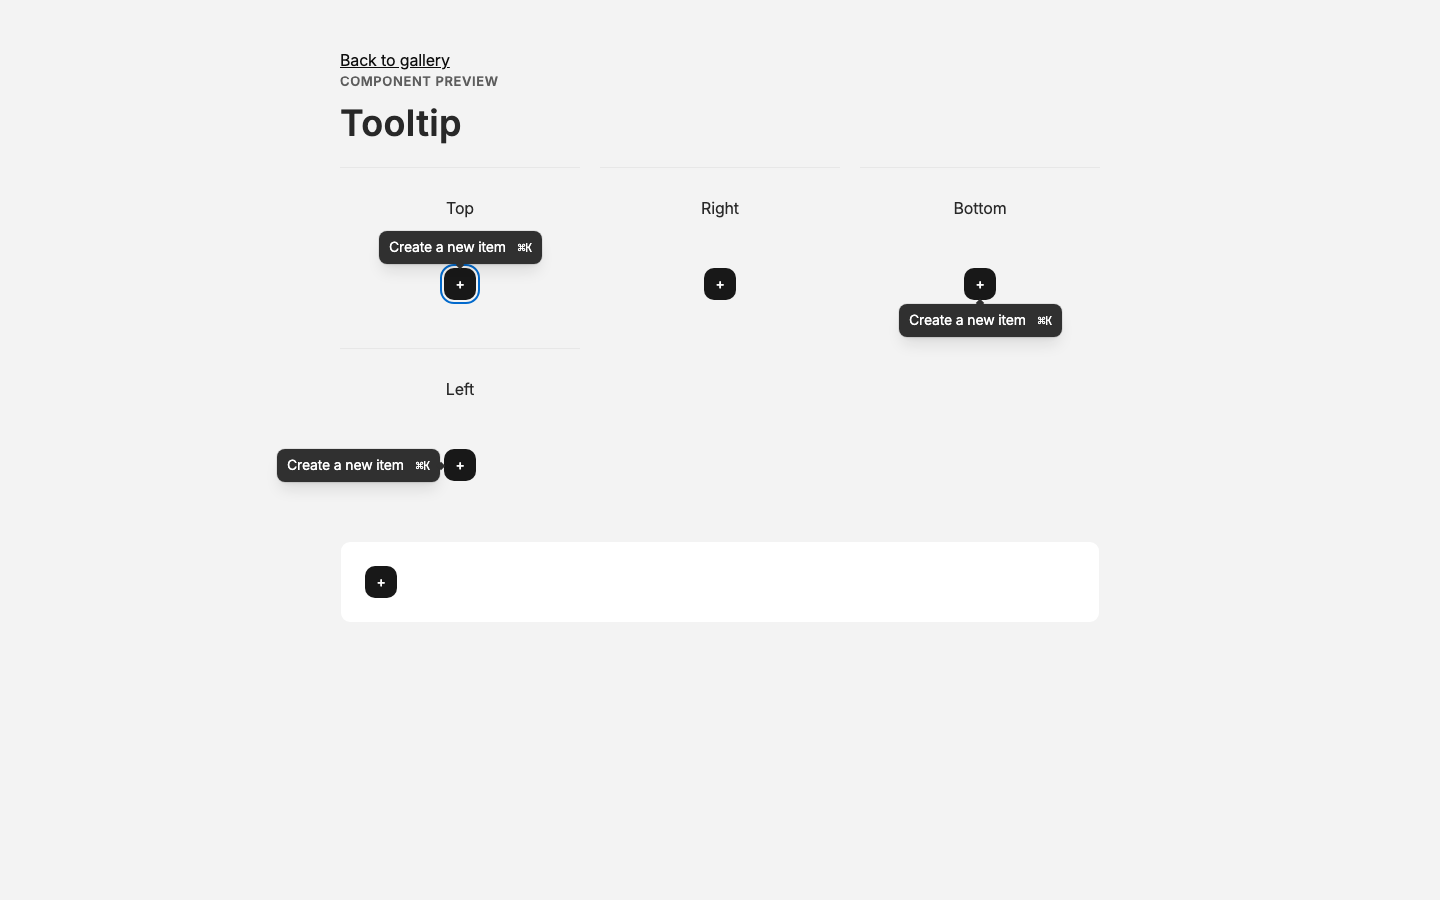 Back to gallery
COMPONENT PREVIEW
Tooltip
Top
Right
Bottom
Create a new item ⌘K
+
+
+
Create a new item ⌘K
Left
Create a new item ⌘K
+
+